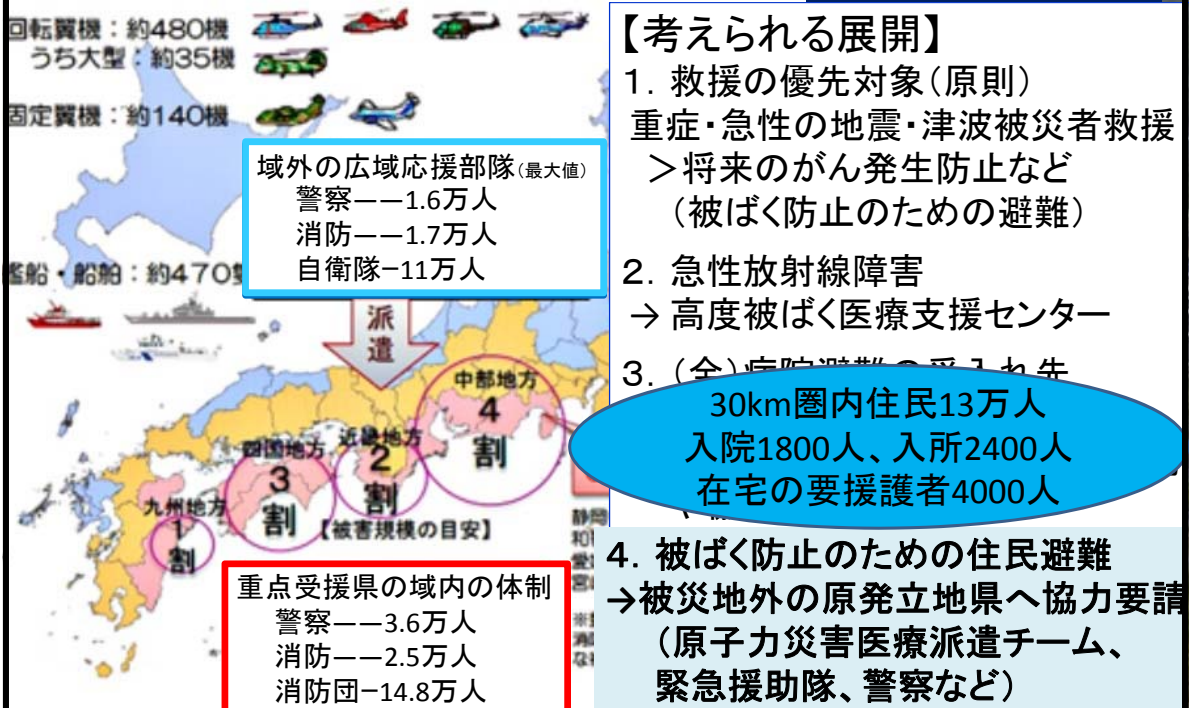 回転翼機：約480機
うち大型：約35機
固定翼機：約140機
域外の広域応援部隊(最大値)
警察――1.6万人
消防――1.7万人
自衛隊–11万人
艦船・船舶：約470隻
派遣
中部地方
4
割
近畿地方
2
割
四国地方
3
割
九州地方
1
割
【被害規模の目安】
静岡
重点受援県の域内の体制
警察――3.6万人
消防――2.5万人
消防団–14.8万人
【考えられる展開】
1．救援の優先対象（原則）
重症・急性の地震・津波被災者救援
＞将来のがん発生防止など
（被ばく防止のための避難）
2．急性放射線障害
→ 高度被ばく医療支援センター
3．（全）病院避難の受入れ先
30km圏内住民13万人
入院1800人、入所2400人
在宅の要援護者4000人
4．被ばく防止のための住民避難
→被災地外の原発立地県へ協力要請
（原子力災害医療派遣チーム、
緊急援助隊、警察など）